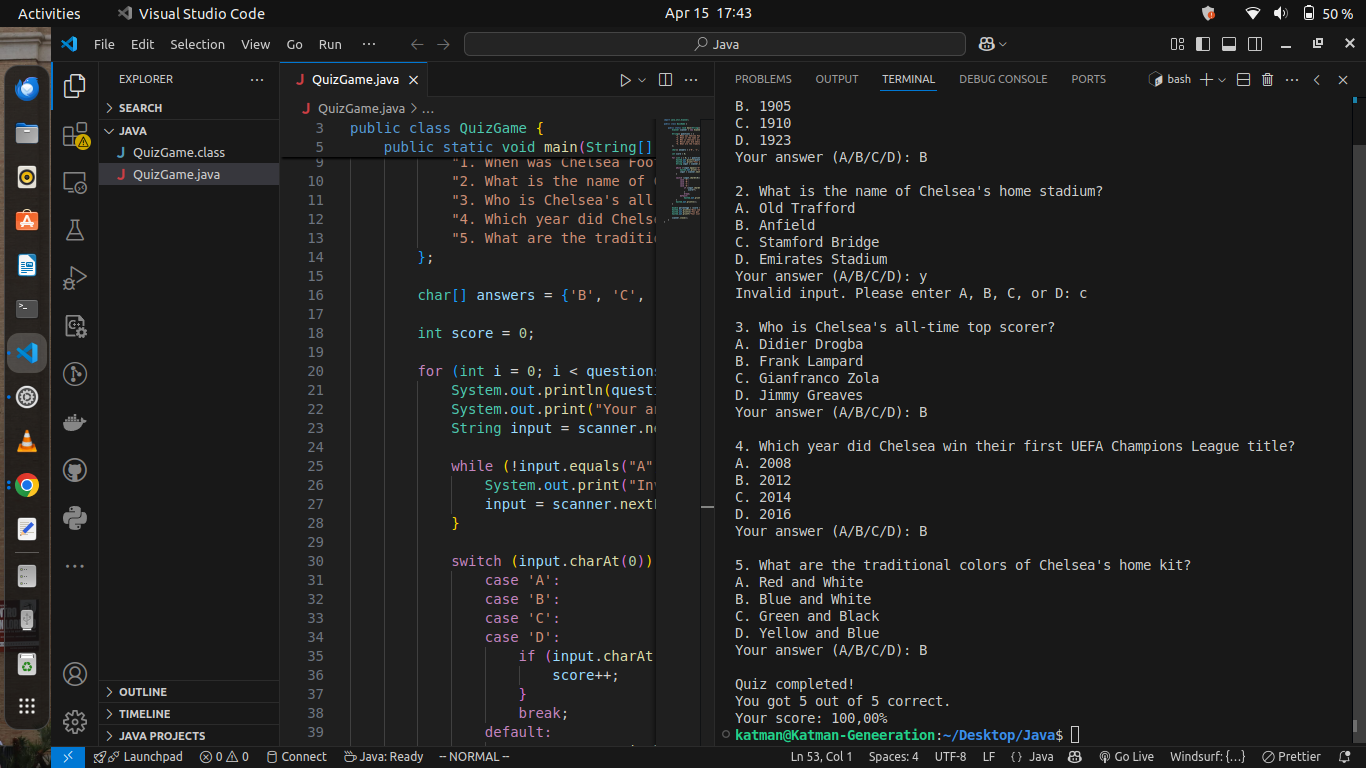 Activities
Visual Studio Code
Apr 15 17:43
50 %
File Edit Selection View Go Run ···
Java
EXPLORER
SEARCH
JAVA
QuizGame.class
QuizGame.java
OUTLINE
TIMELINE
JAVA PROJECTS
QuizGame.java
QuizGame.java > ...
3 public class QuizGame {
5 public static void main(String[]
9 "1. When was Chelsea Foo
10 "2. What is the name of
11 "3. Who is Chelsea's all
12 "4. Which year did Chels
13 "5. What are the traditi
14 };
15
16 char[] answers = {'B', 'C',
17
18 int score = 0;
19
20 for (int i = 0; i < question
21 System.out.println(questi
22 System.out.print("Your an
23 String input = scanner.ne
24
25 while (!input.equals("A"
26 System.out.print("Inv
27 input = scanner.nextL
28 }
29
30 switch (input.charAt(0))
31 case 'A':
32 case 'B':
33 case 'C':
34 case 'D':
35 if (input.charAt
36 score++;
37 }
38 break;
39 default:
PROBLEMS OUTPUT TERMINAL DEBUG CONSOLE PORTS
bash
B. 1905
C. 1910
D. 1923
Your answer (A/B/C/D): B
2. What is the name of Chelsea's home stadium?
A. Old Trafford
B. Anfield
C. Stamford Bridge
D. Emirates Stadium
Your answer (A/B/C/D): y
Invalid input. Please enter A, B, C, or D: c
3. Who is Chelsea's all-time top scorer?
A. Didier Drogba
B. Frank Lampard
C. Gianfranco Zola
D. Jimmy Greaves
Your answer (A/B/C/D): B
4. Which year did Chelsea win their first UEFA Champions League title?
A. 2008
B. 2012
C. 2014
D. 2016
Your answer (A/B/C/D): B
5. What are the traditional colors of Chelsea's home kit?
A. Red and White
B. Blue and White
C. Green and Black
D. Yellow and Blue
Your answer (A/B/C/D): B
Quiz completed!
You got 5 out of 5 correct.
Your score: 100,00%
katman@Katman-Geneeration:~/Desktop/Java$
Launchpad 0 0 Connect Java: Ready -- NORMAL -- Ln 53, Col 1 Spaces: 4 UTF-8 LF {} Java Go Live Windsurf: {...} Prettier